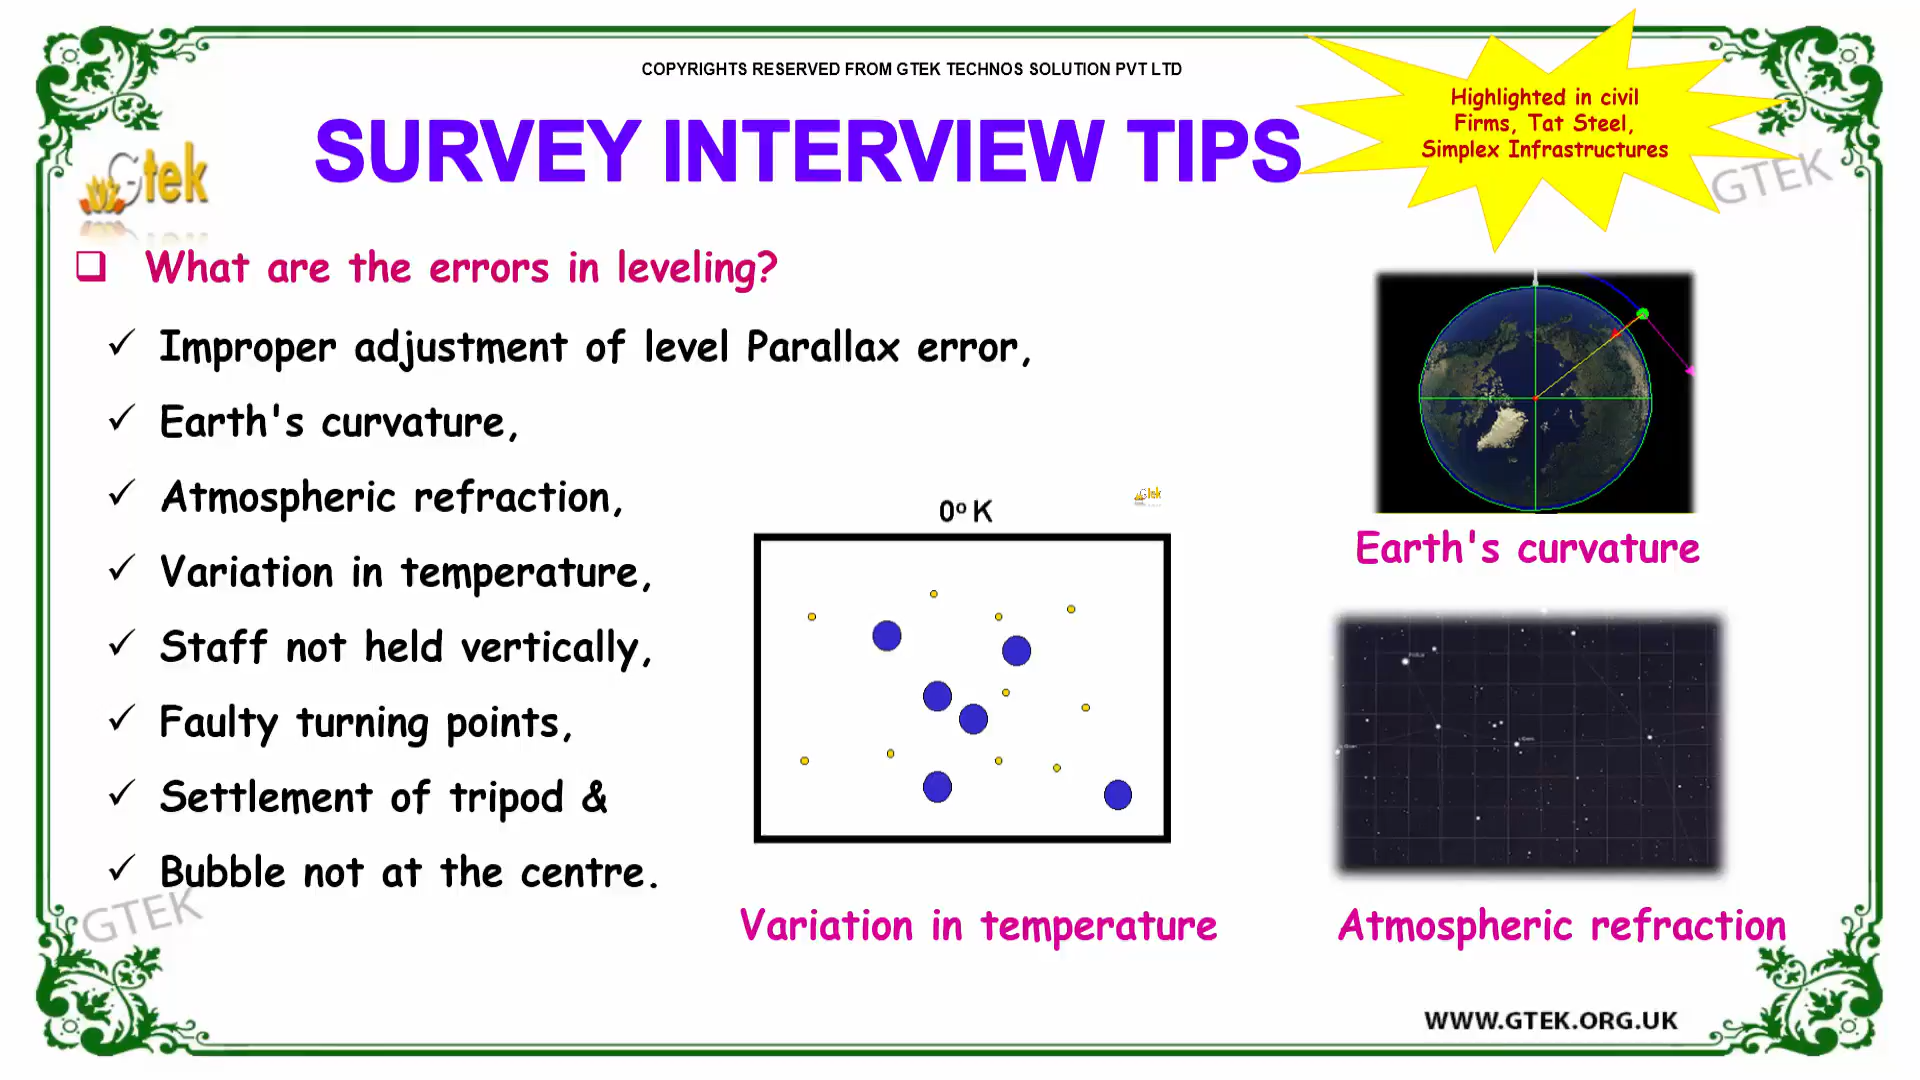 COPYRIGHTS RESERVED FROM GTEK TECHNOS SOLUTION PVT LTD
Highlighted in civil
Firms, Tat Steel,
Simplex Infrastructures
SURVEY INTERVIEW TIPS
Gtek
GTEK
What are the errors in leveling?
Improper adjustment of level Parallax error,
Earth's curvature,
Atmospheric refraction,
Variation in temperature,
Staff not held vertically,
Faulty turning points,
Settlement of tripod &
Bubble not at the centre.
0º K
Gtek
Earth's curvature
Variation in temperature
Atmospheric refraction
GTEK
WWW.GTEK.ORG.UK